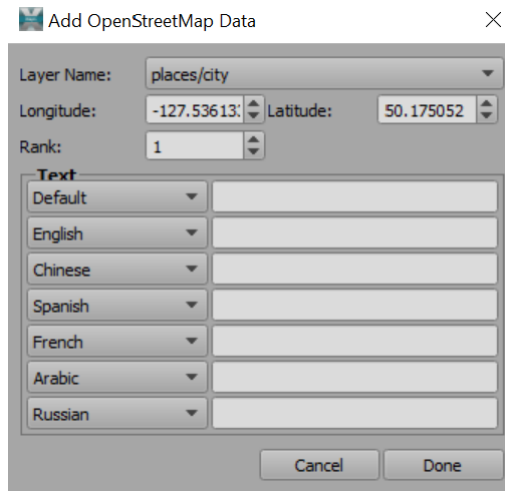 Add OpenStreetMap Data
Layer Name: places/city
Longitude: -127.53613 Latitude: 50.175052
Rank: 1
Text
Default
English
Chinese
Spanish
French
Arabic
Russian
Cancel Done